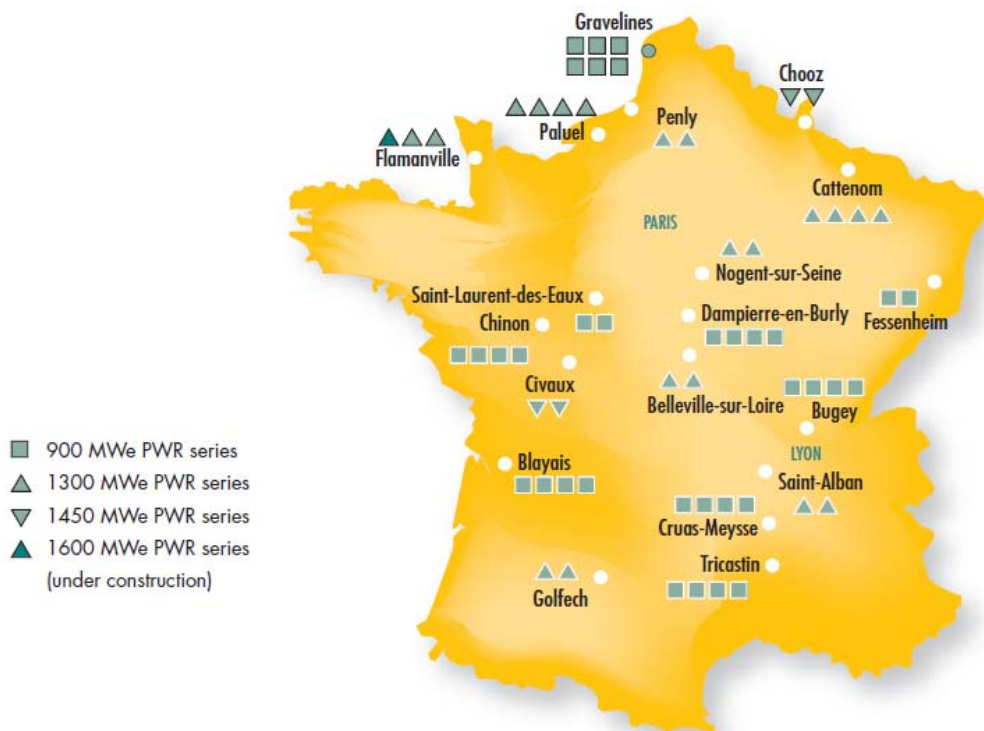 Gravelines
Chooz
Penly
Paluel
Flamanville
Cattenom
PARIS
Nogent-sur-Seine
Saint-Laurent-des-Eaux
Dampierre-en-Burly
Fessenheim
Chinon
Civaux
Belleville-sur-Loire
Bugey
900 MWe PWR series
1300 MWe PWR series
1450 MWe PWR series
1600 MWe PWR series
(under construction)
Blayais
LYON
Saint-Alban
Cruas-Meysse
Tricastin
Golfech